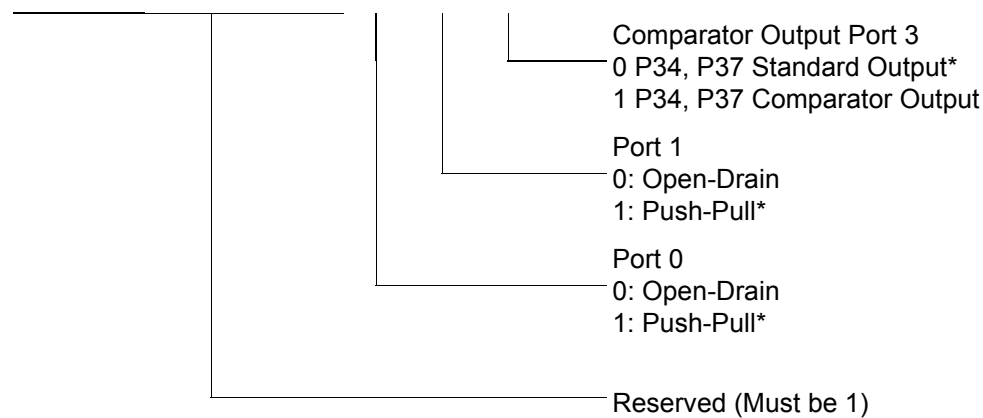 Comparator Output Port 3
0 P34, P37 Standard Output*
1 P34, P37 Comparator Output
Port 1
0: Open-Drain
1: Push-Pull*
Port 0
0: Open-Drain
1: Push-Pull*
Reserved (Must be 1)